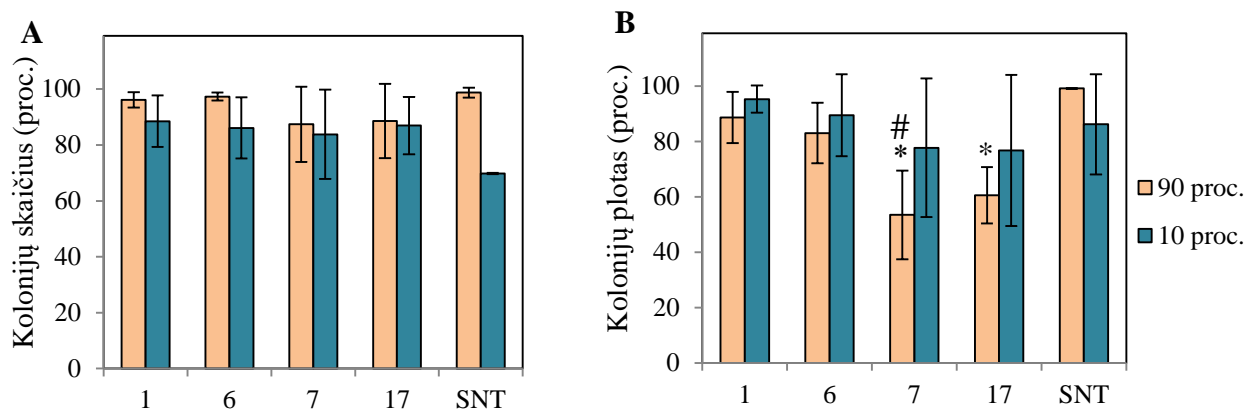 A
Kolonijų skaičius (proc.)
100
80
60
40
20
0
1 6 7 17 SNT
B
Kolonijų plotas (proc.)
100
80
60
40
20
0
#
*
*
1 6 7 17 SNT
90 proc.
10 proc.